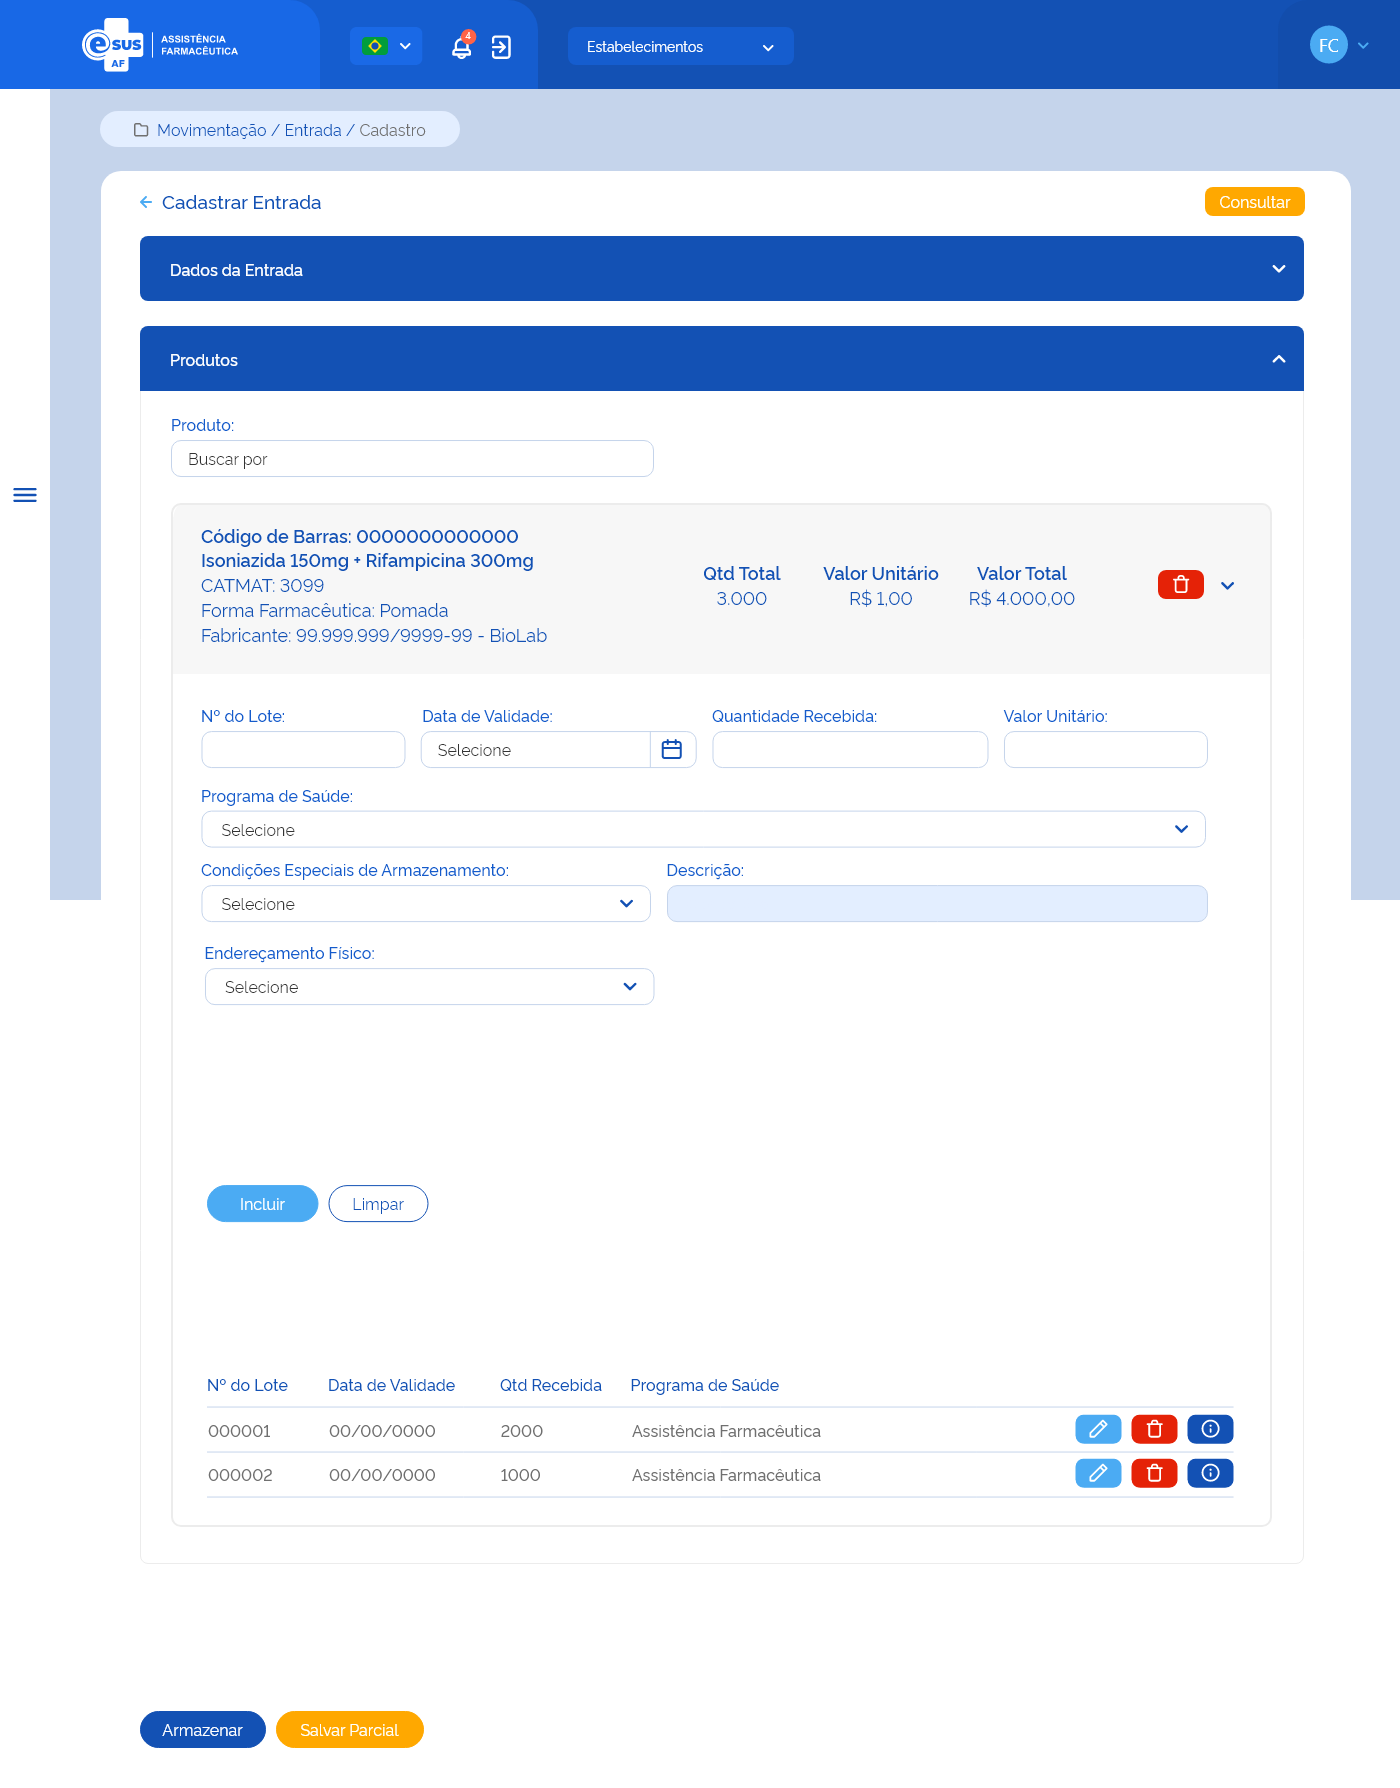 e sus
AF
ASSISTÊNCIA
FARMACÊUTICA
4
Estabelecimentos
FC
Movimentação / Entrada / Cadastro
Cadastrar Entrada
Consultar
Dados da Entrada
Produtos
Produto:
Buscar por
Código de Barras: 0000000000000
Isoniazida 150mg + Rifampicina 300mg
CATMAT: 3099
Forma Farmacêutica: Pomada
Fabricante: 99.999.999/9999-99 - BioLab
Qtd Total
3.000
Valor Unitário
R$ 1,00
Valor Total
R$ 4.000,00
Nº do Lote:
Data de Validade:
Quantidade Recebida:
Valor Unitário:
Selecione
Programa de Saúde:
Selecione
Condições Especiais de Armazenamento:
Descrição:
Selecione
Endereçamento Físico:
Selecione
Incluir
Limpar
Nº do Lote Data de Validade Qtd Recebida Programa de Saúde
000001 00/00/0000 2000 Assistência Farmacêutica
000002 00/00/0000 1000 Assistência Farmacêutica
Armazenar
Salvar Parcial